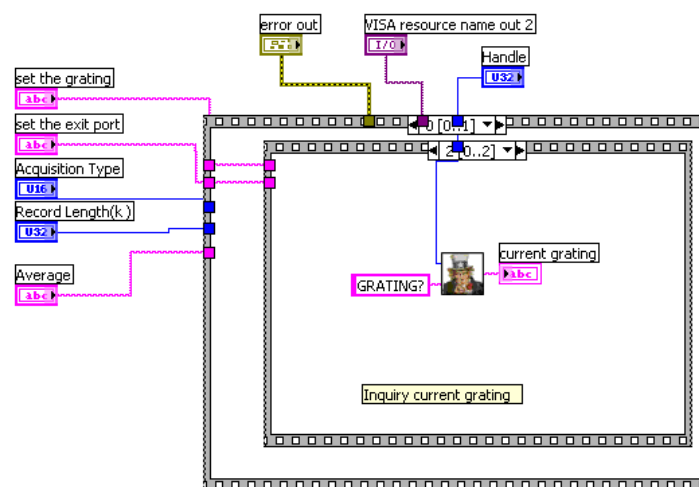 error out
VISA resource name out 2
I/O
Handle
U32
set the grating
abc
set the exit port
abc
Acquisition Type
U16
Record Length(k )
U32
Average
abc
0 [0..1]
2 [0..2]
current grating
abc
GRATING?
Inquiry current grating